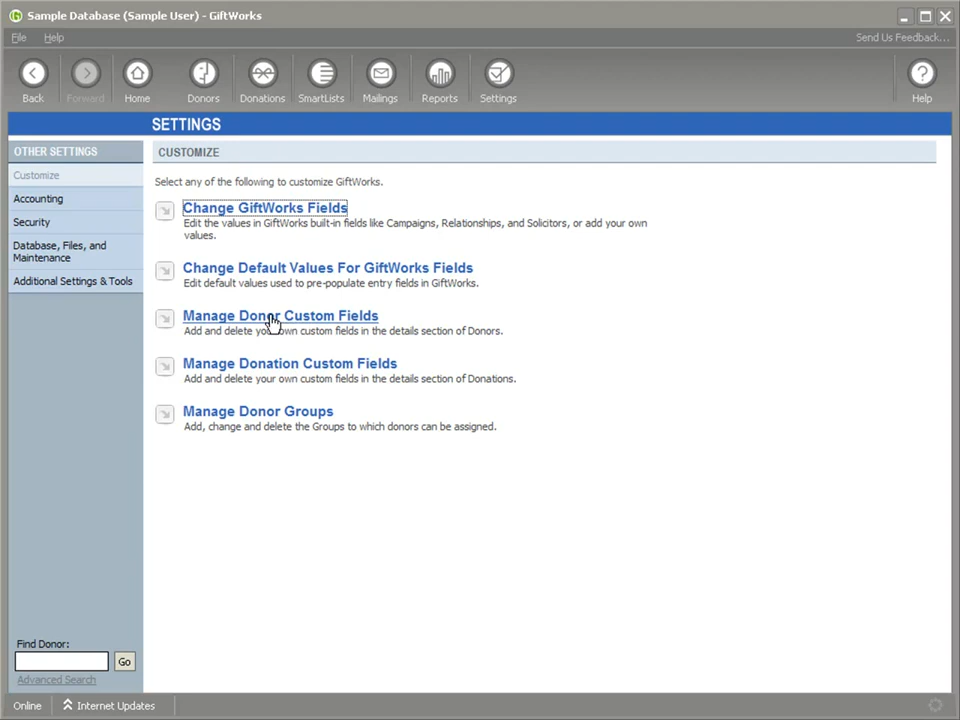 Sample Database (Sample User) - GiftWorks
File Help Send Us Feedback...
Back Forward Home Donors Donations SmartLists Mailings Reports Settings Help
SETTINGS
OTHER SETTINGS
Customize
Accounting
Security
Database, Files, and
Maintenance
Additional Settings & Tools
CUSTOMIZE
Select any of the following to customize GiftWorks.
Change GiftWorks Fields
Edit the values in GiftWorks built-in fields like Campaigns, Relationships, and Solicitors, or add your own
values.
Change Default Values For GiftWorks Fields
Edit default values used to pre-populate entry fields in GiftWorks.
Manage Donor Custom Fields
Add and delete your own custom fields in the details section of Donors.
Manage Donation Custom Fields
Add and delete your own custom fields in the details section of Donations.
Manage Donor Groups
Add, change and delete the Groups to which donors can be assigned.
Find Donor:
Go
Advanced Search
Online Internet Updates